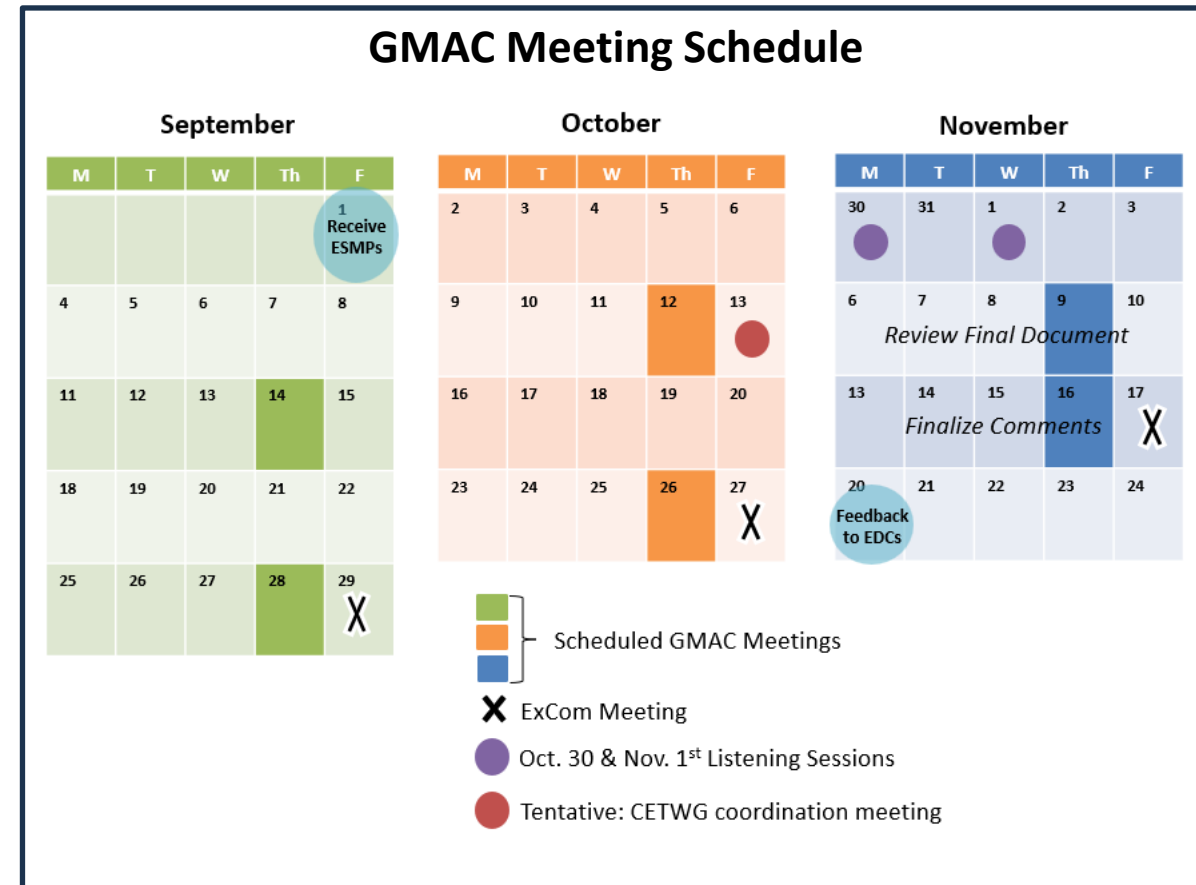 GMAC Meeting Schedule
September
M T W Th F
1
Receive
ESMPs
4 5 6 7 8
11 12 13 14 15
18 19 20 21 22
25 26 27 28 29
X
October
M T W Th F
2 3 4 5 6
9 10 11 12 13
16 17 18 19 20
23 24 25 26 27
X
November
M T W Th F
30 31 1 2 3
6 7 8 9 10
Review Final Document
13 14 15 16 17
Finalize Comments X
20 21 22 23 24
Feedback
to EDCs
Scheduled GMAC Meetings
X ExCom Meeting
Oct. 30 & Nov. 1st Listening Sessions
Tentative: CETWG coordination meeting